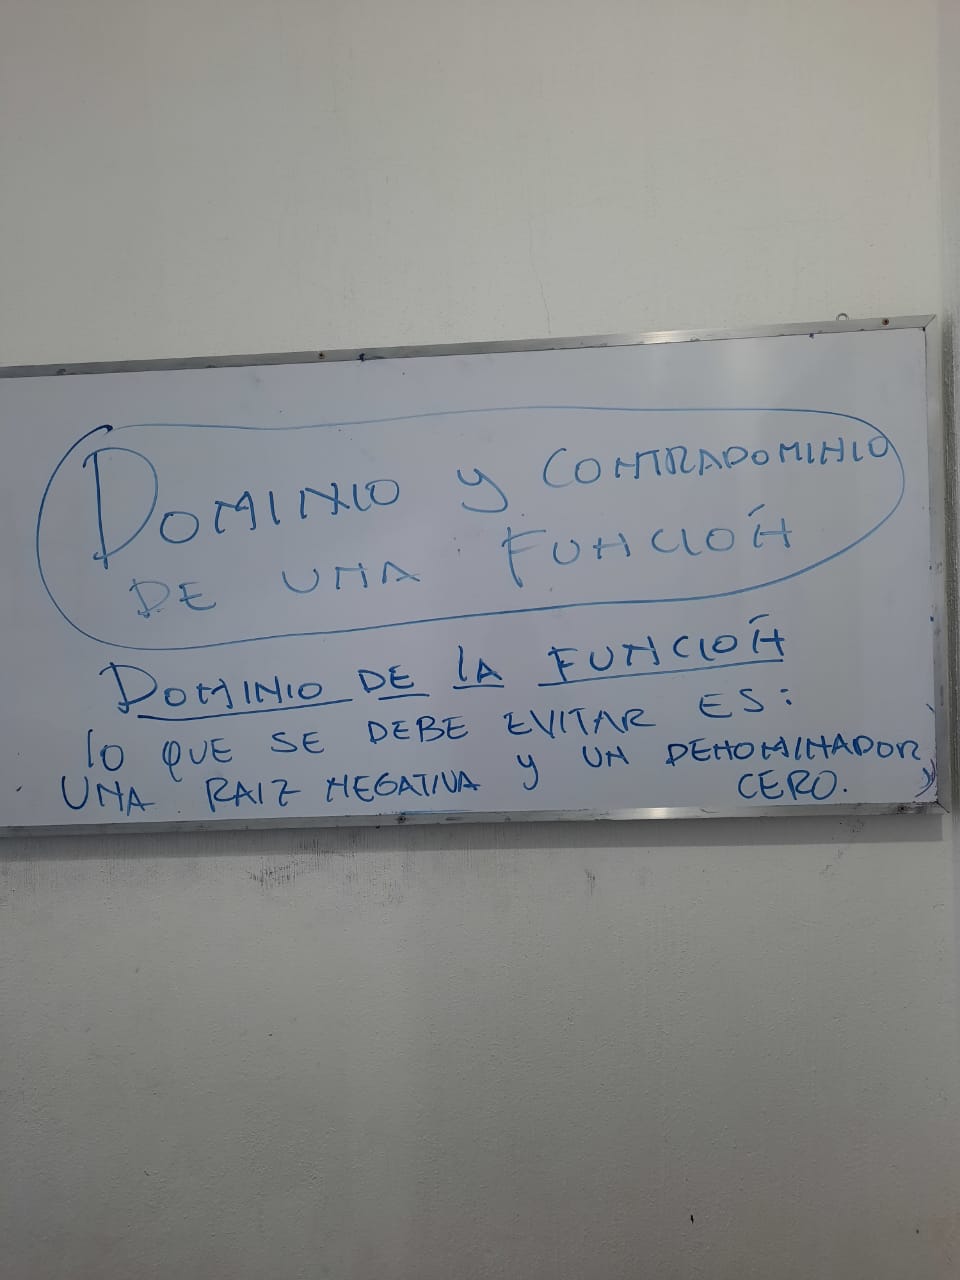 DOMINIO Y CONTRADOMINIO
DE UNA FUNCIÓN
DOMINIO DE LA FUNCIÓN
lO QUE SE DEBE EVITAR ES:
UNA RAIZ NEGATIVA Y UN DENOMINADOR
CERO.